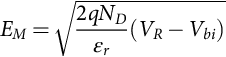 E_M = \sqrt{\frac{2qN_D}{\varepsilon_r}(V_R - V_{bi})}